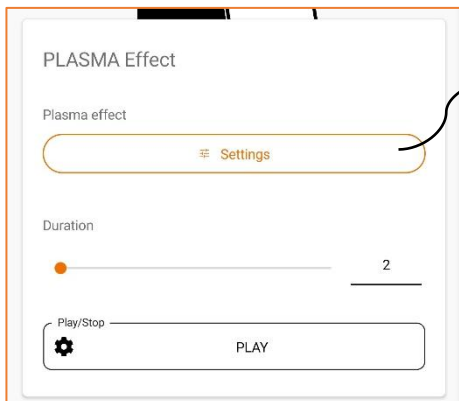 PLASMA Effect
Plasma effect
Settings
Duration
2
Play/Stop
PLAY